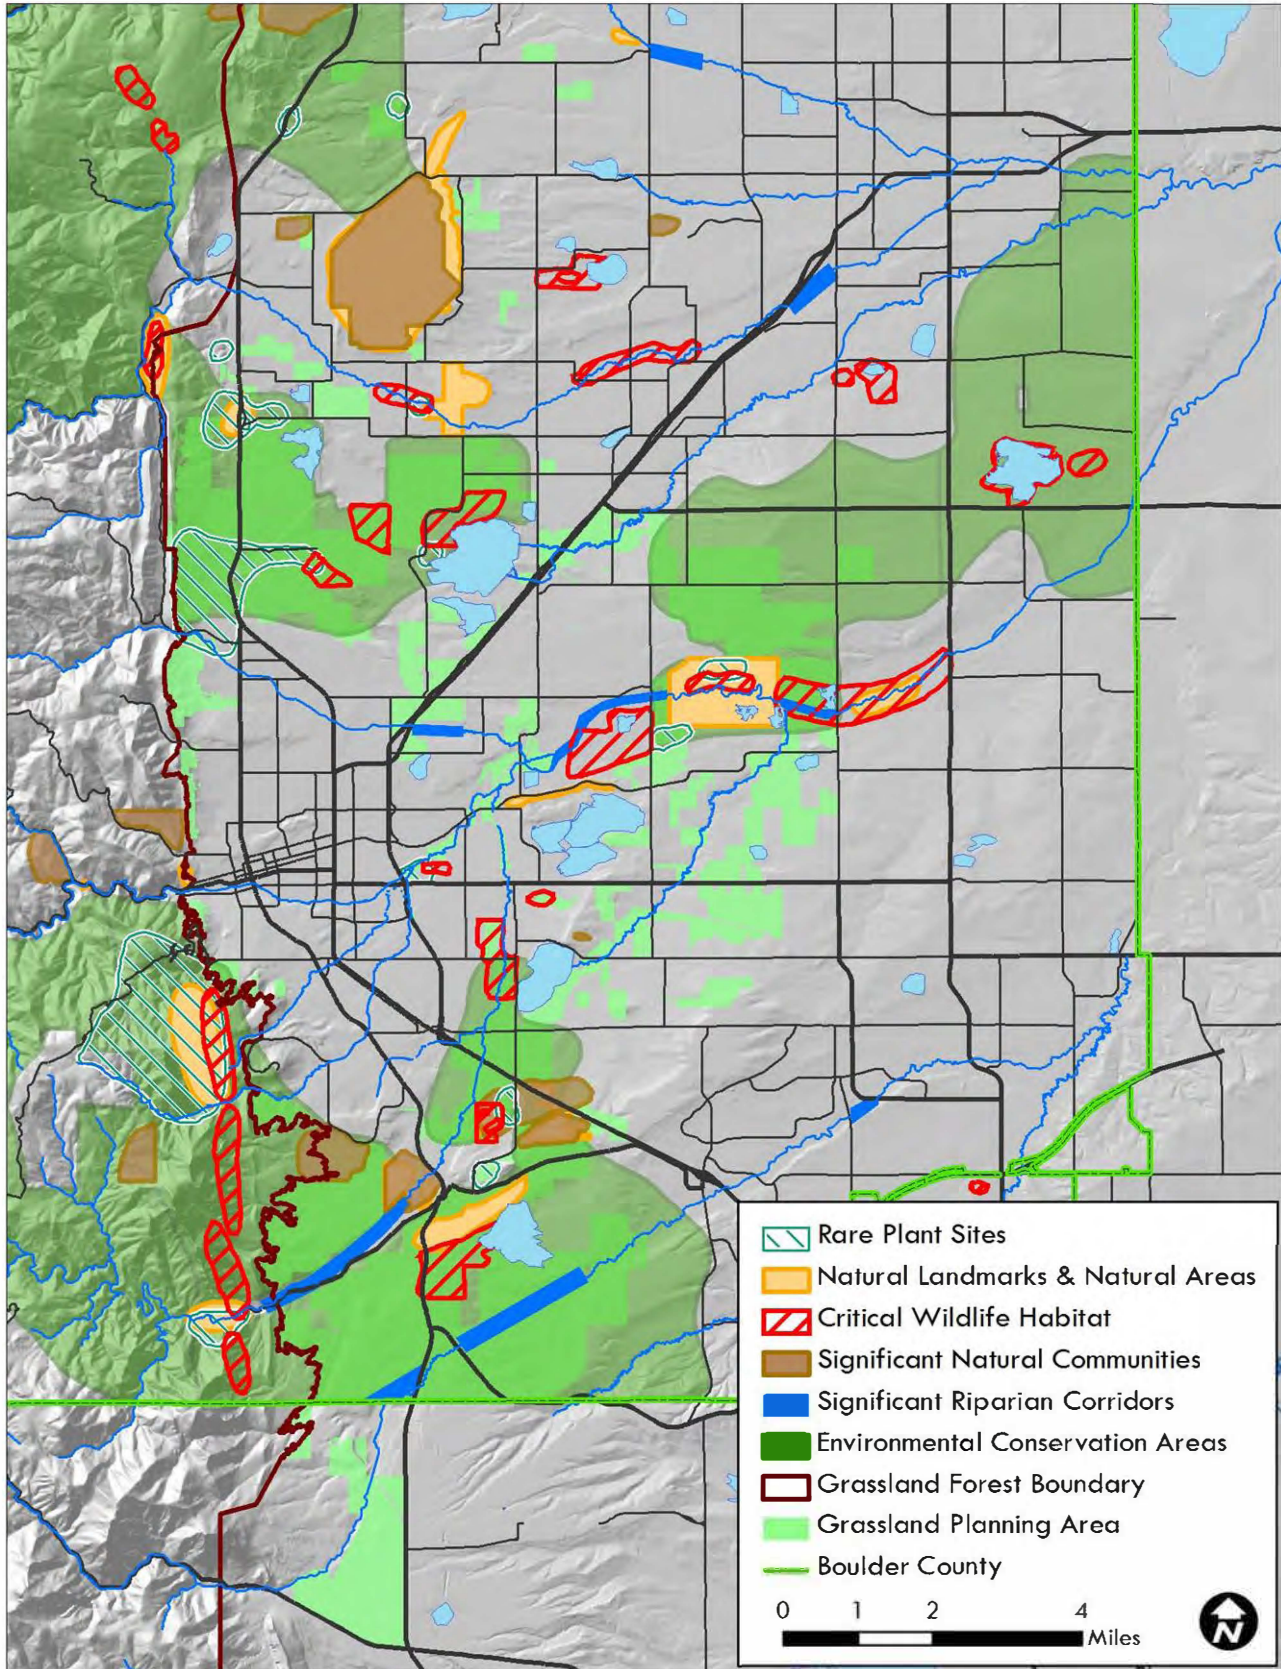 Rare Plant Sites
Natural Landmarks & Natural Areas
Critical Wildlife Habitat
Significant Natural Communities
Significant Riparian Corridors
Environmental Conservation Areas
Grassland Forest Boundary
Grassland Planning Area
Boulder County
0 1 2 4
Miles
N